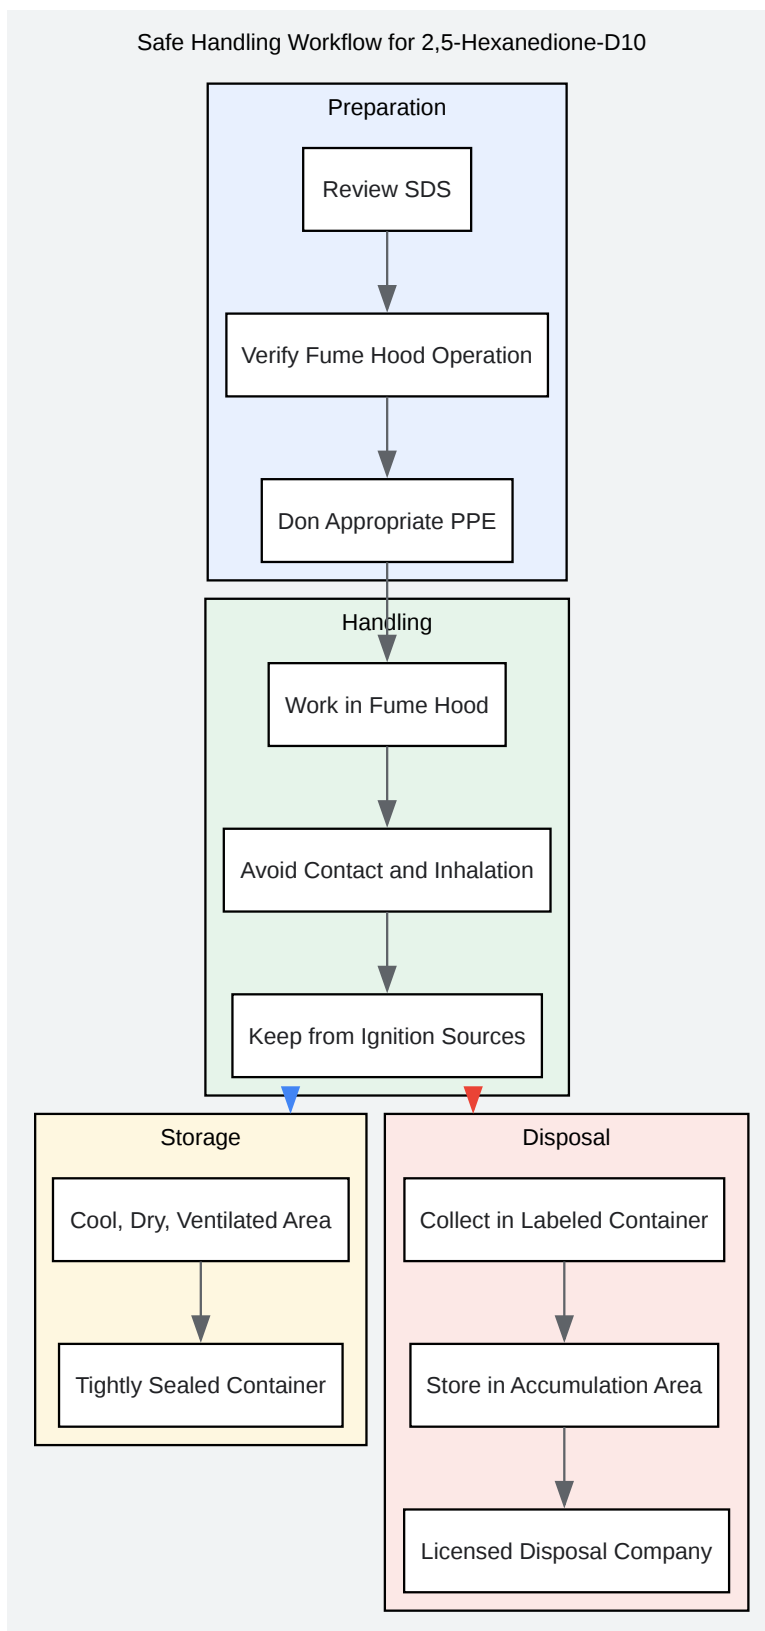 Safe Handling Workflow for 2,5-Hexanedione-D10
Preparation
Review SDS
Verify Fume Hood Operation
Don Appropriate PPE
Handling
Work in Fume Hood
Avoid Contact and Inhalation
Keep from Ignition Sources
Storage
Cool, Dry, Ventilated Area
Tightly Sealed Container
Disposal
Collect in Labeled Container
Store in Accumulation Area
Licensed Disposal Company